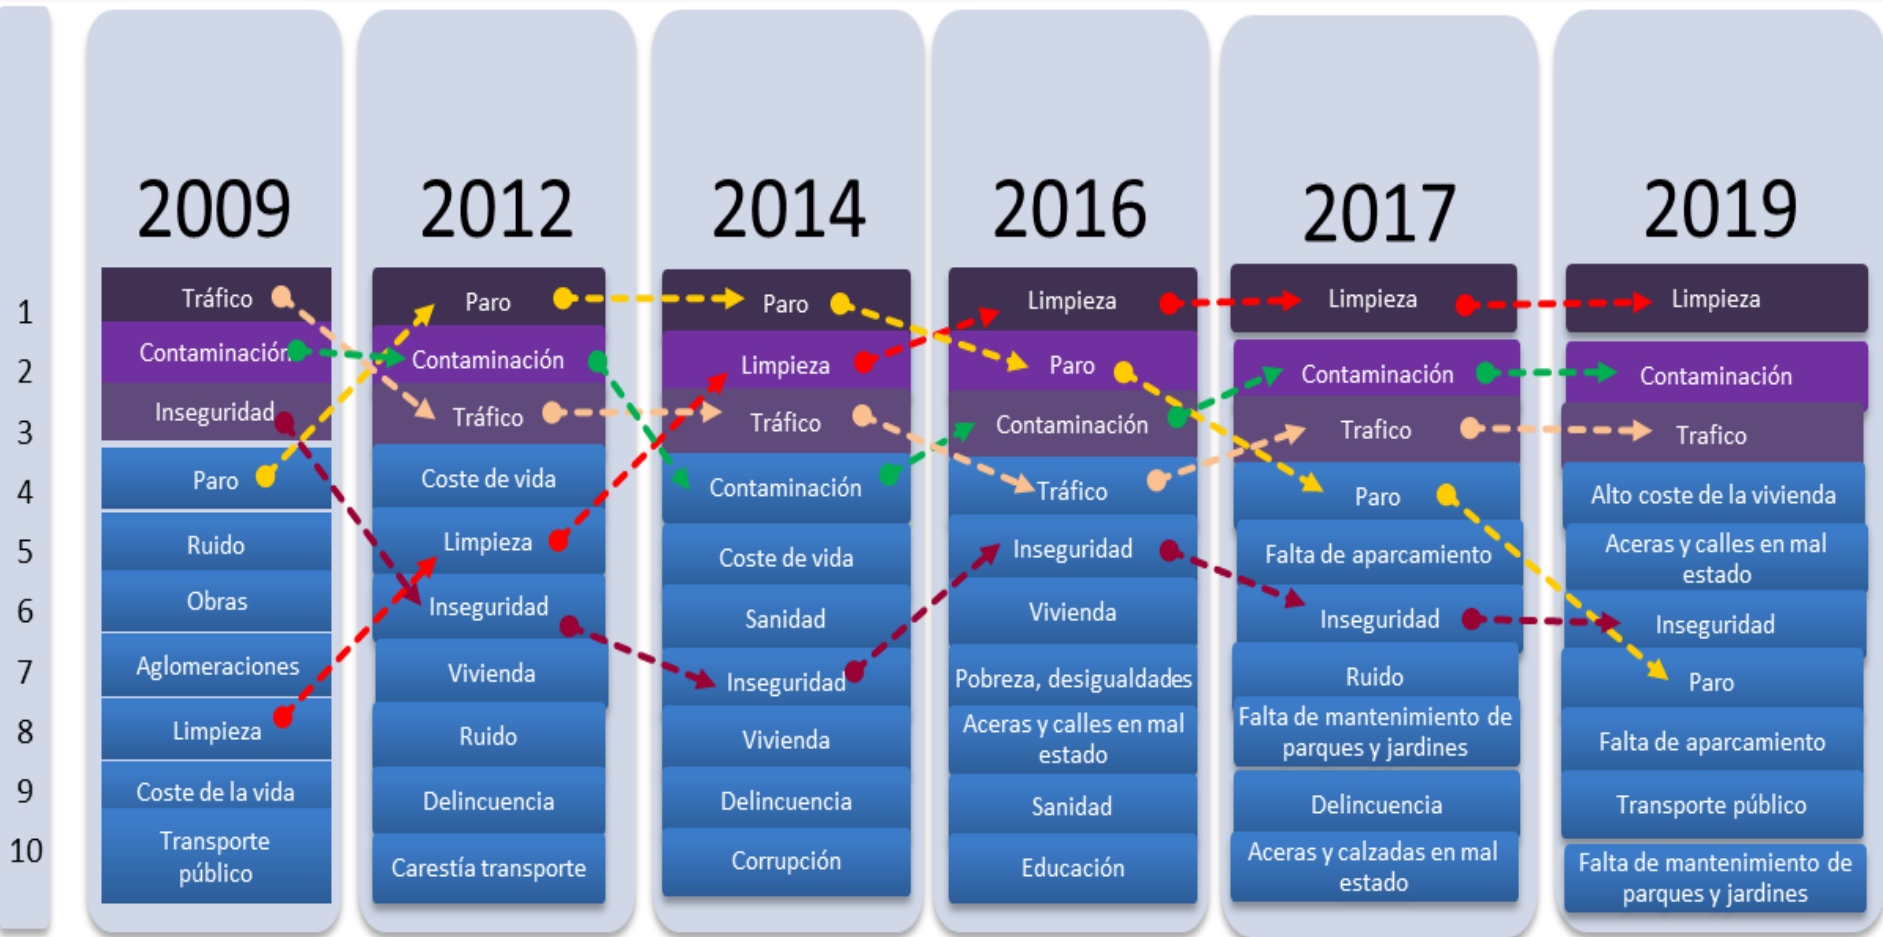 2009
2012
2014
2016
2017
2019
1
2
3
4
5
6
7
8
9
10
Tráfico
Contaminación
Inseguridad
Paro
Ruido
Obras
Aglomeraciones
Limpieza
Coste de la vida
Transporte
público
Paro
Contaminación
Tráfico
Coste de vida
Limpieza
Inseguridad
Vivienda
Ruido
Delincuencia
Carestía transporte
Paro
Limpieza
Tráfico
Contaminación
Coste de vida
Sanidad
Inseguridad
Vivienda
Delincuencia
Corrupción
Limpieza
Paro
Contaminación
Tráfico
Inseguridad
Vivienda
Pobreza, desigualdades
Aceras y calles en mal
estado
Sanidad
Educación
Limpieza
Contaminación
Trafico
Paro
Falta de aparcamiento
Inseguridad
Ruido
Falta de mantenimiento de
parques y jardines
Delincuencia
Aceras y calzadas en mal
estado
Limpieza
Contaminación
Trafico
Alto coste de la vivienda
Aceras y calles en mal
estado
Inseguridad
Paro
Falta de aparcamiento
Transporte público
Falta de mantenimiento de
parques y jardines